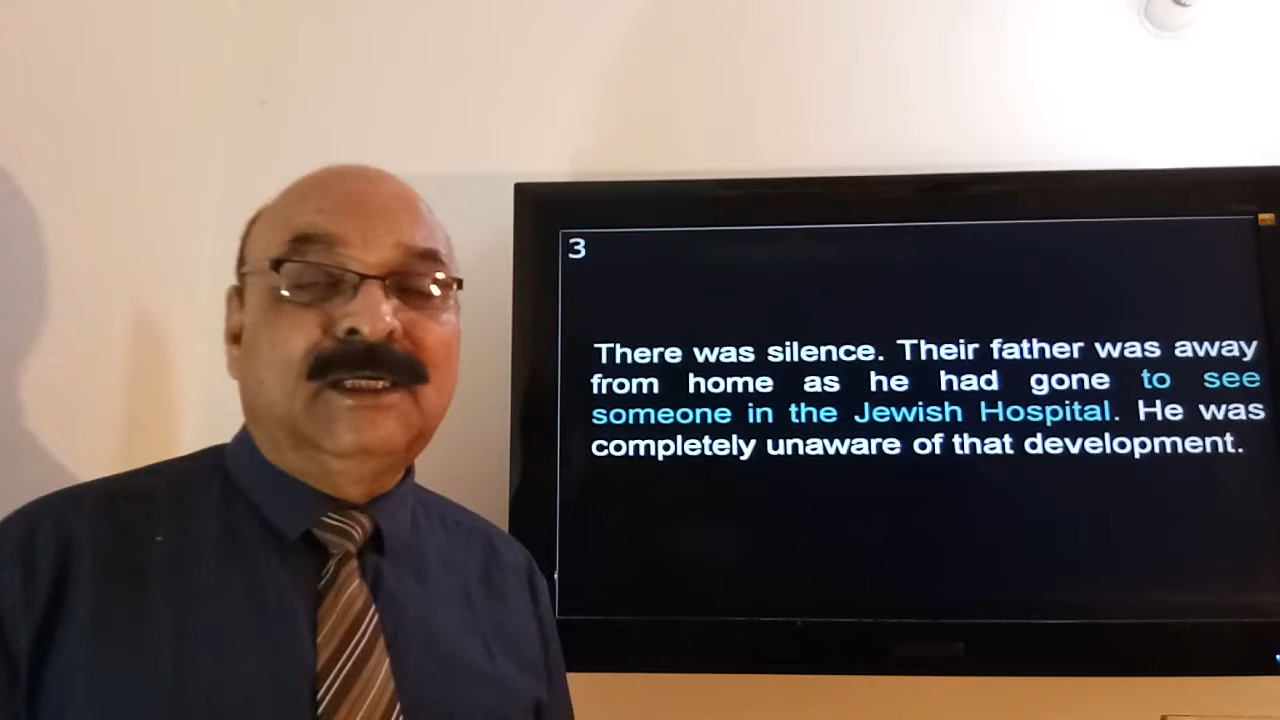 3
There was silence. Their father was away
from home as he had gone to see
someone in the Jewish Hospital. He was
completely unaware of that development.